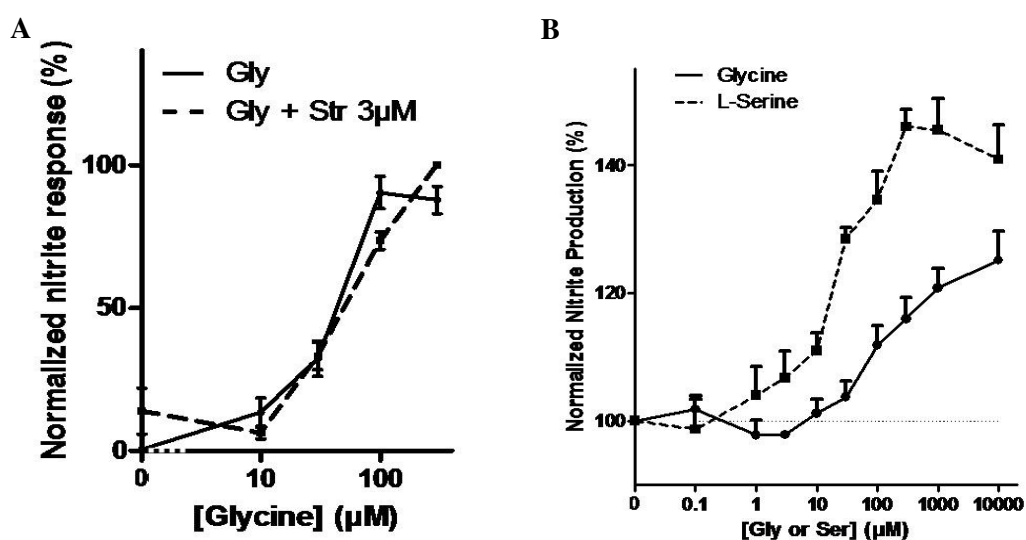 A
Normalized nitrite response (%)
Gly
Gly + Str 3µM
100
50
0
0 10 100
[Glycine] (µM)
B
Normalized Nitrite Production (%)
Glycine
L-Serine
140
120
100
0 0.1 1 10 100 1000 10000
[Gly or Ser] (µM)